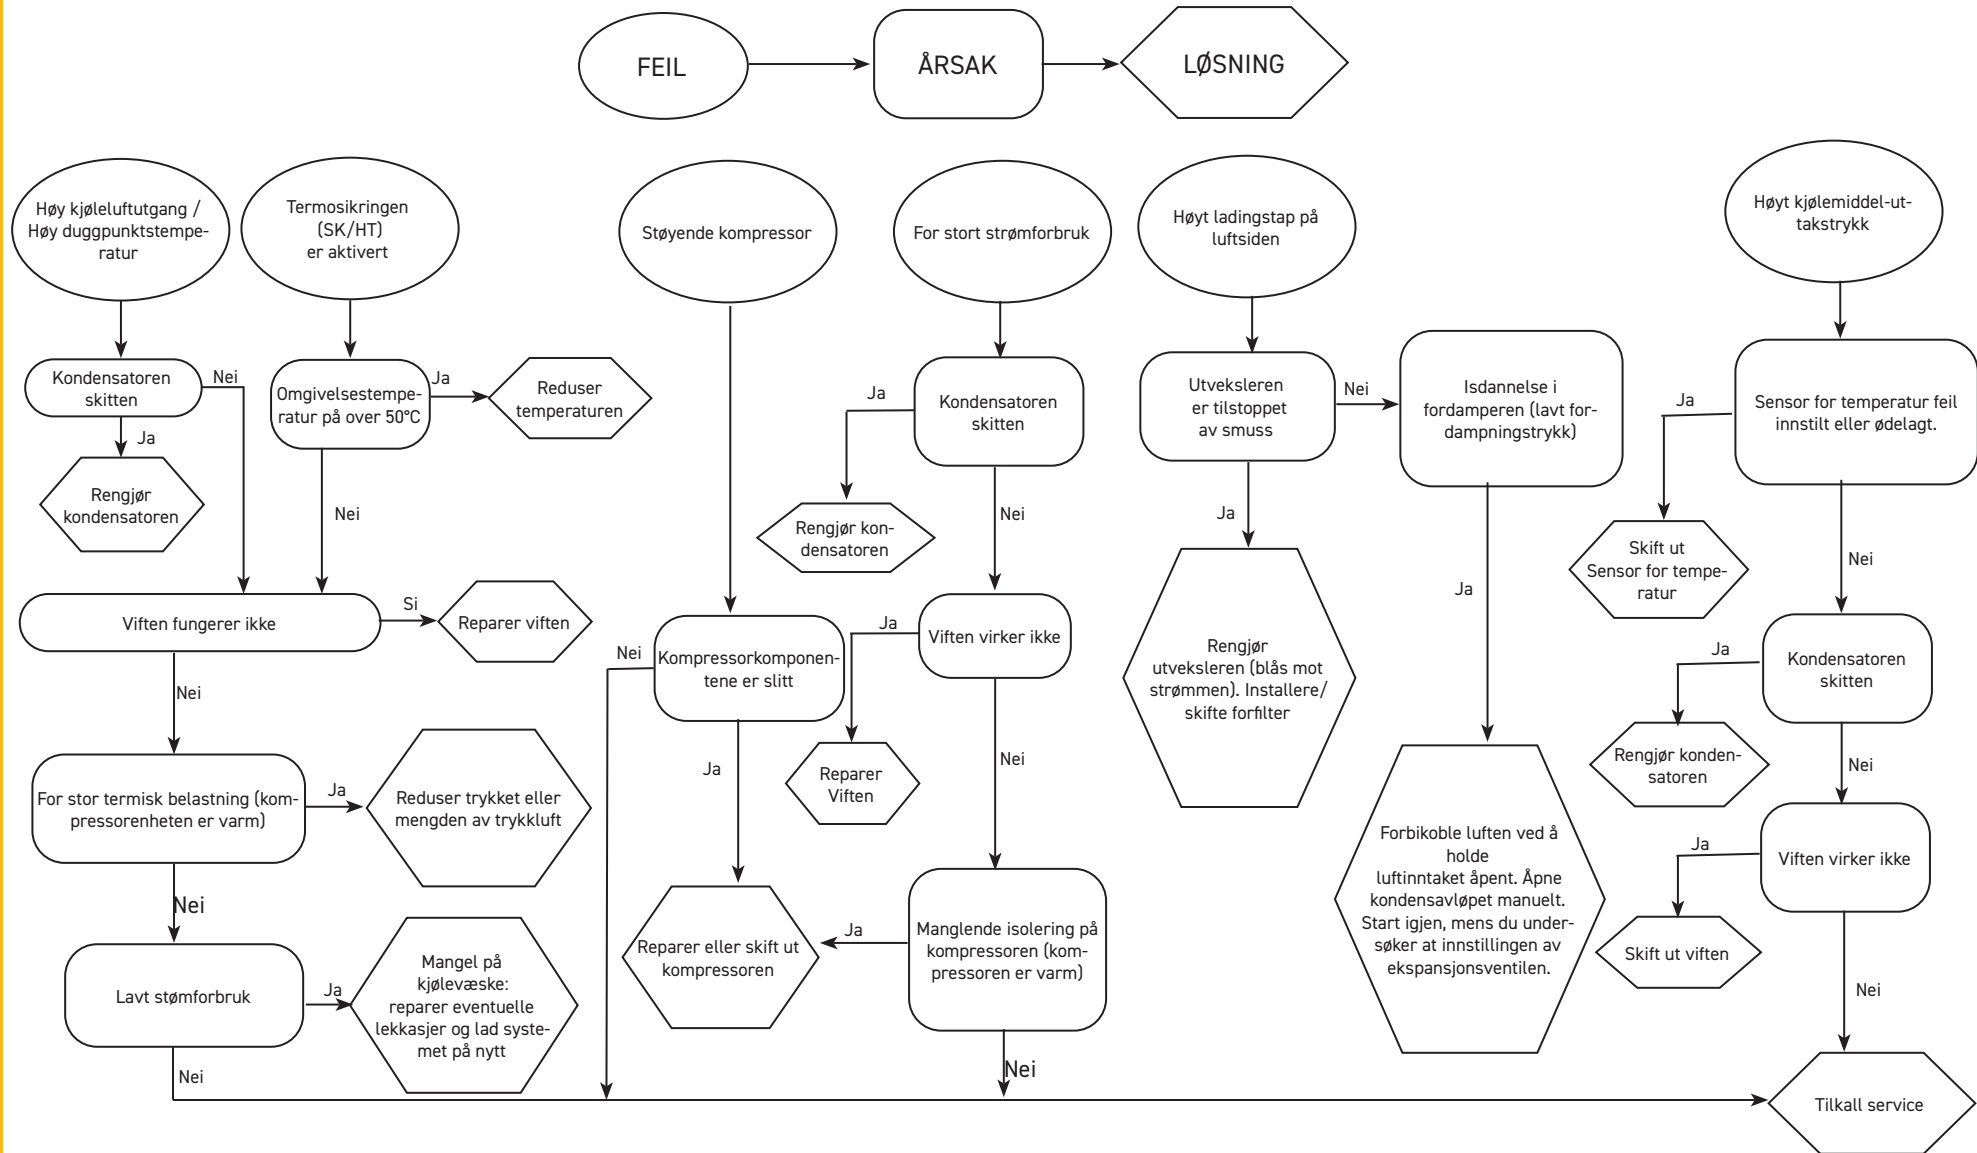 FEIL
ÅRSAK
LØSNING
Høy kjøleluftutgang /
Høy duggpunktstempe-
ratur
Termosikringen
(SK/HT)
er aktivert
Støyende kompressor
For stort strømforbruk
Høyt ladingstap på
luftsiden
Høyt kjølemiddel-ut-
takstrykk
Kondensatoren
skitten
Nei
Ja
Rengjør
kondensatoren
Omgivelsestempe-
ratur på over 50°C
Ja
Reduser
temperaturen
Nei
Viften fungerer ikke
Si
Reparer viften
Nei
For stor termisk belastning (kom-
pressorenheten er varm)
Ja
Reduser trykket eller
mengden av trykkluft
Nei
Lavt stømforbruk
Ja
Mangel på
kjølevæske:
reparer eventuelle
lekkasjer og lad syste-
met på nytt
Nei
Kompressorkomponen-
tene er slitt
Nei
Ja
Reparer eller skift ut
kompressoren
Kondensatoren
skitten
Ja
Rengjør kon-
densatoren
Nei
Viften virker ikke
Ja
Reparer
Viften
Nei
Manglende isolering på
kompressoren (kom-
pressoren er varm)
Ja
Nei
Utveksleren
er tilstoppet
av smuss
Nei
Ja
Rengjør
utveksleren (blås mot
strømmen). Installere/
skifte forfilter
Isdannelse i
fordamperen (lavt for-
dampningstrykk)
Ja
Forbikoble luften ved å
holde
luftinntaket åpent. Åpne
kondensavløpet manuelt.
Start igjen, mens du under-
søker at innstillingen av
ekspansjonsventilen.
Sensor for temperatur feil
innstilt eller ødelagt.
Ja
Skift ut
Sensor for tempe-
ratur
Nei
Kondensatoren
skitten
Ja
Rengjør konden-
satoren
Nei
Viften virker ikke
Ja
Skift ut viften
Nei
Tilkall service